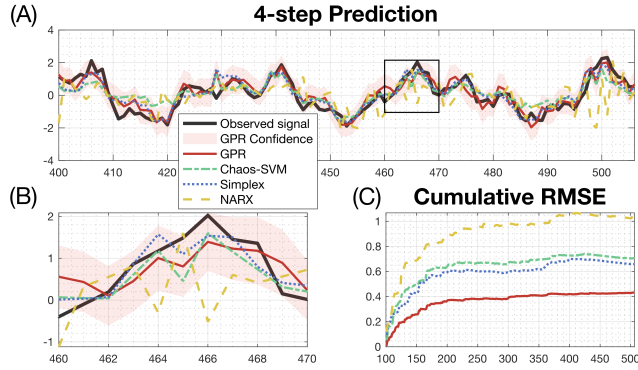 (A) 4-step Prediction
4
2
0
-2
-4
400 410 420 450 460 470 480 490 500
Observed signal
GPR Confidence
GPR
Chaos-SVM
Simplex
NARX
(B)
2
1
0
-1
460 462 464 466 468 470
(C) Cumulative RMSE
1
0.8
0.6
0.4
0.2
0
100 150 200 250 300 350 400 450 500